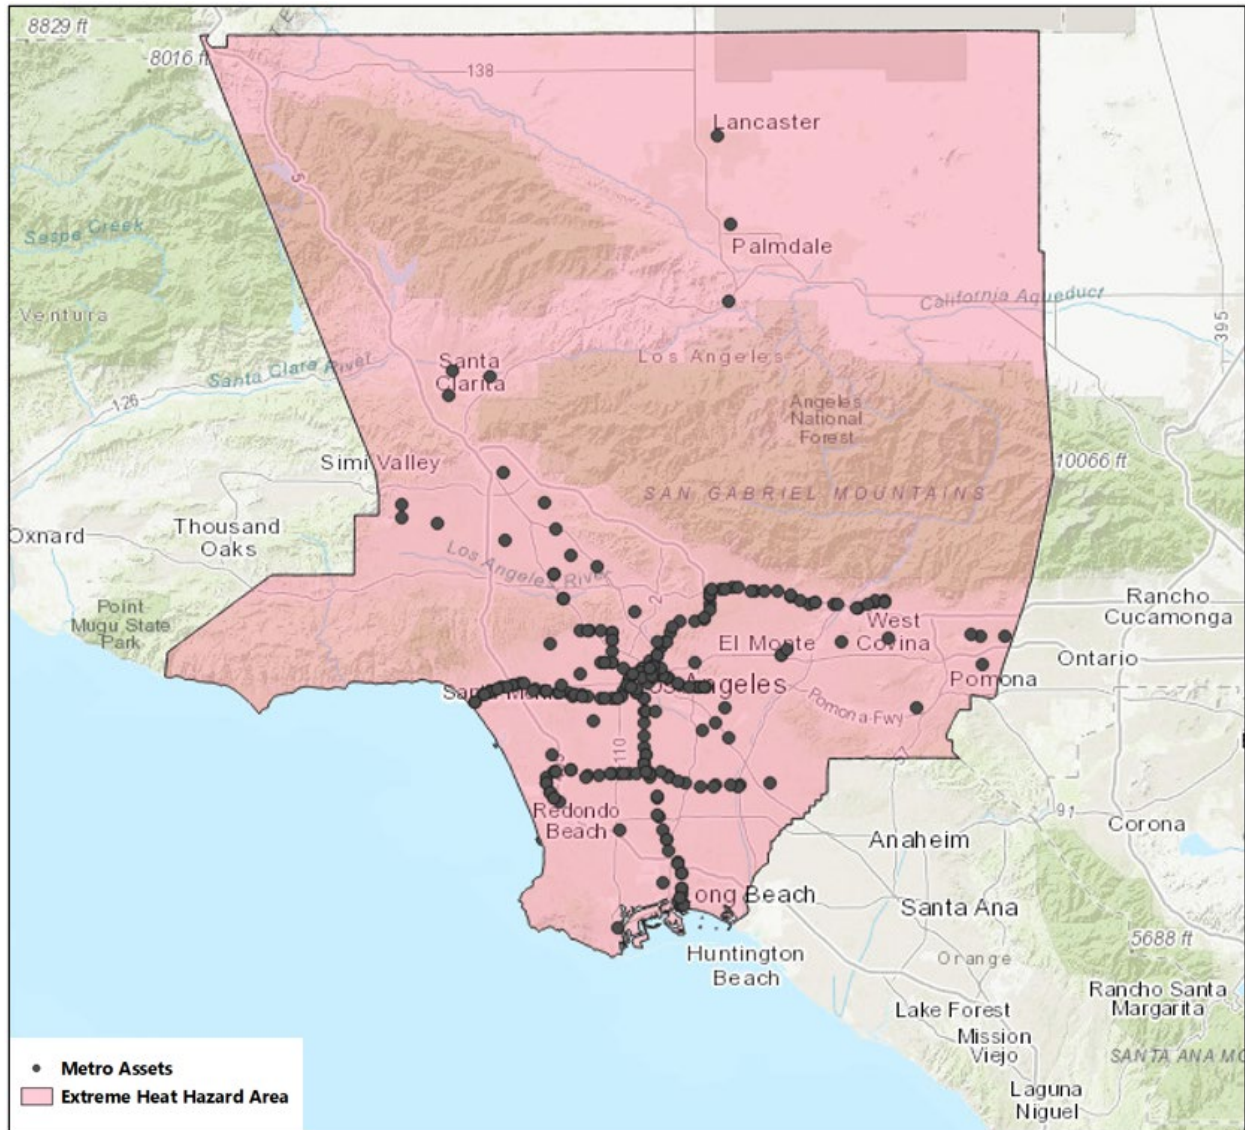 8829 ft
8016 ft
138
Lancaster
5
Palmdale
Sespe Creek
California Aqueduct
395
Ventura
Los Angeles
Santa
Clarita
Santa Clara River
126
Angeles
National
Forest
Simi Valley
10066 ft
SAN GABRIEL MOUNTAINS
Oxnard
Thousand
Oaks
Los Angeles River
2
Point
Mugu State
Park
Rancho
Cucamonga
West
Covina
El Monte
Ontario
Los Angeles
Pomona
Pomona Fwy
57
110
Redondo
Beach
91
Corona
Anaheim
Long Beach
Santa Ana
5688 ft
Huntington
Beach
Orange
Rancho Santa
Margarita
Lake Forest
Mission
Viejo
SANTA ANA MO
Laguna
Niguel
Metro Assets
Extreme Heat Hazard Area